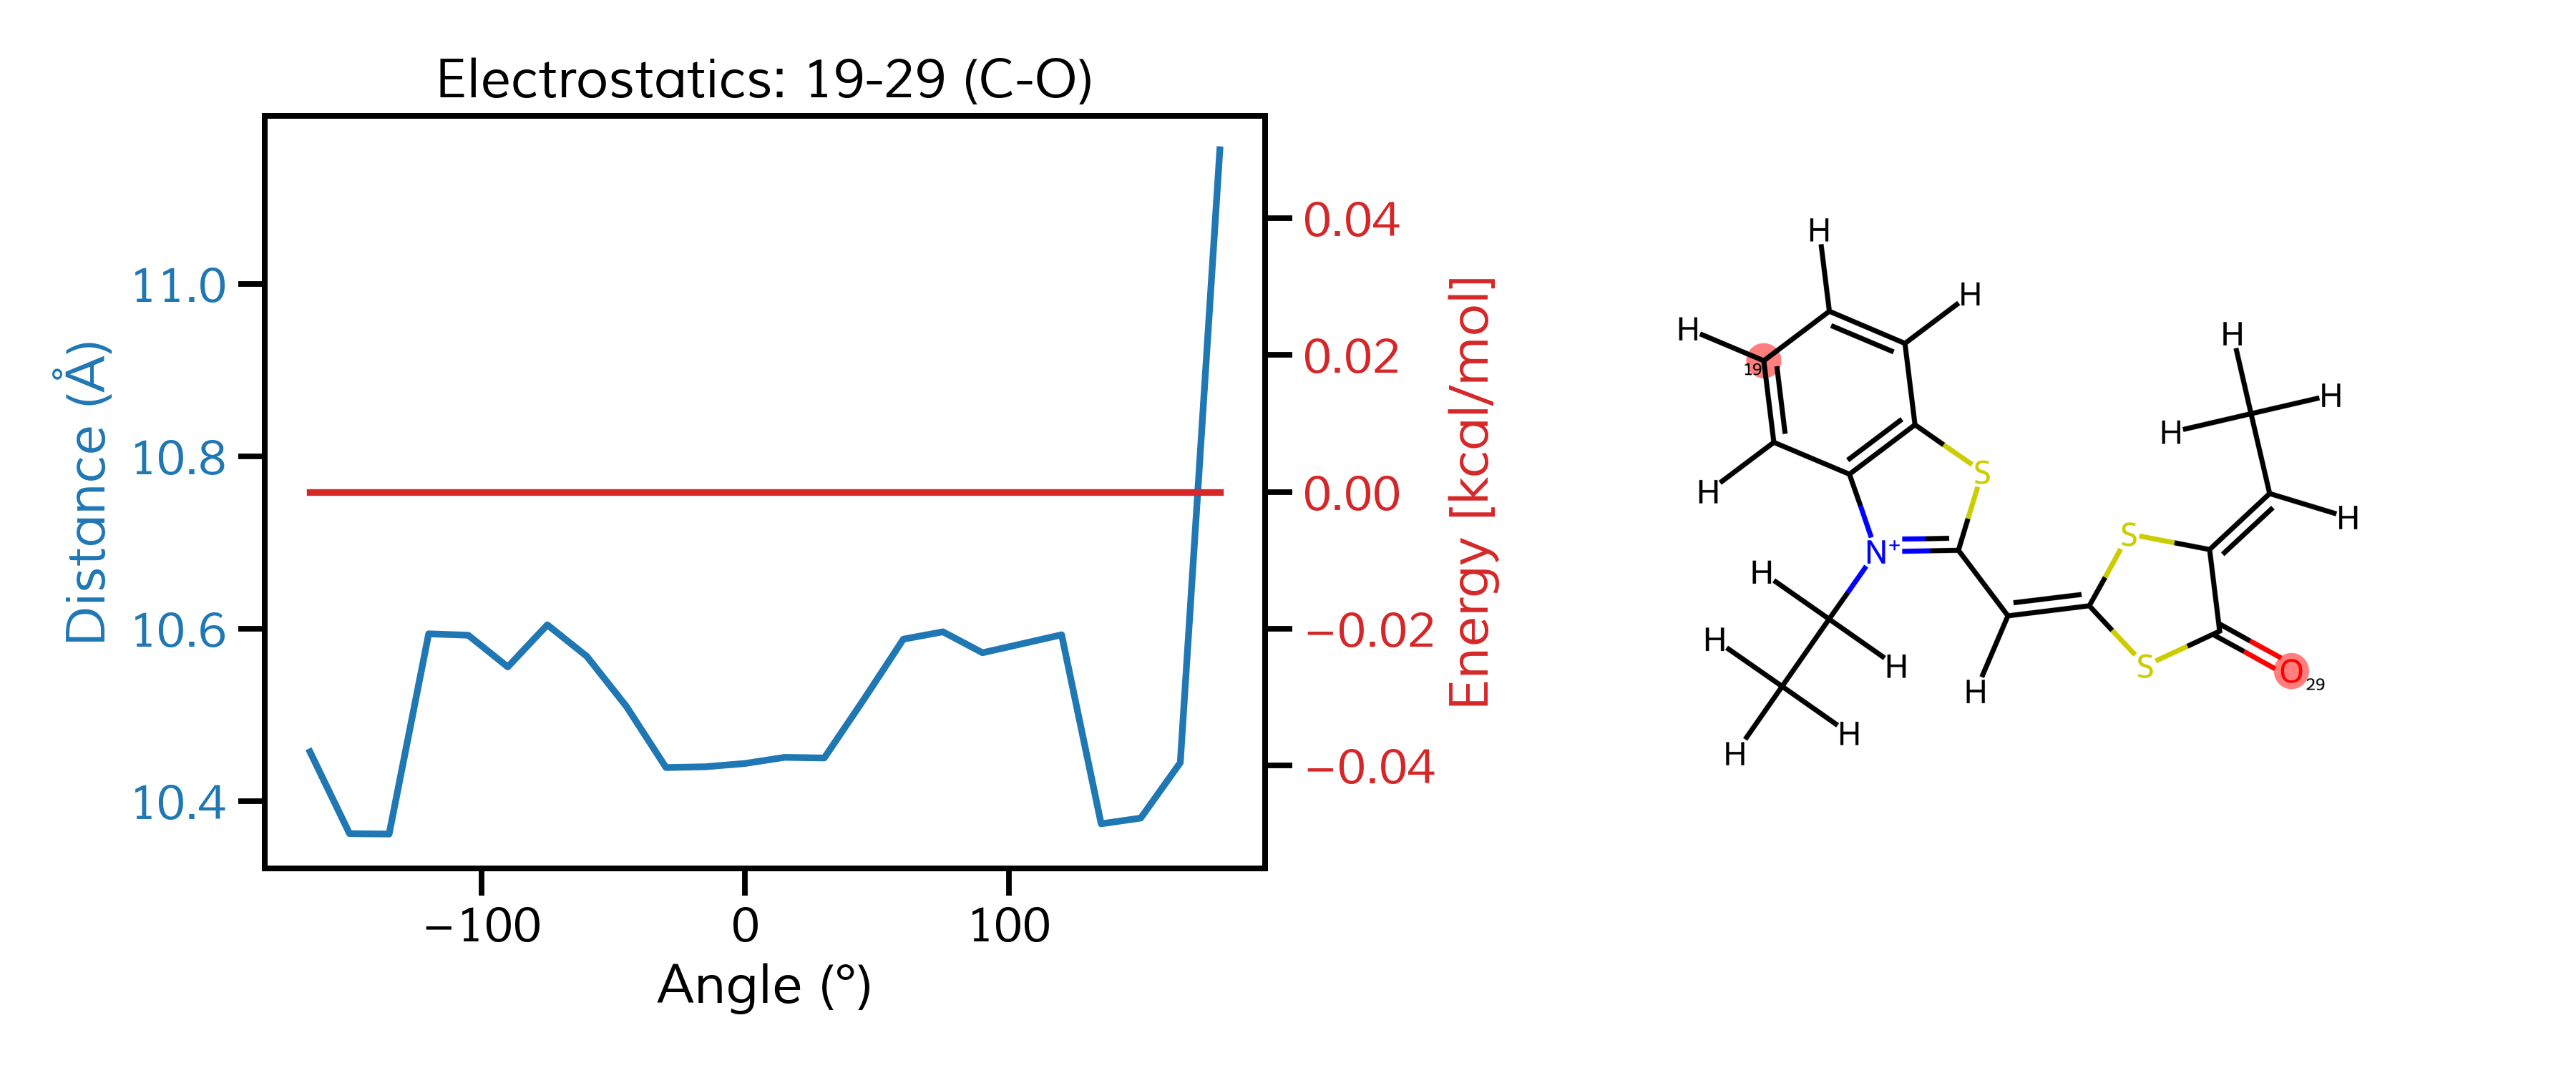 Electrostatics: 19-29 (C-O)
Distance (Å)
11.0
10.8
10.6
10.4
0.04
0.02
0.00
−0.02
−0.04
Energy [kcal/mol]
−100
0
100
Angle (°)
H
H
H
19
H
S
N+
H
H
H
H
H
H
H
H
H
H
S
S
H
O
29